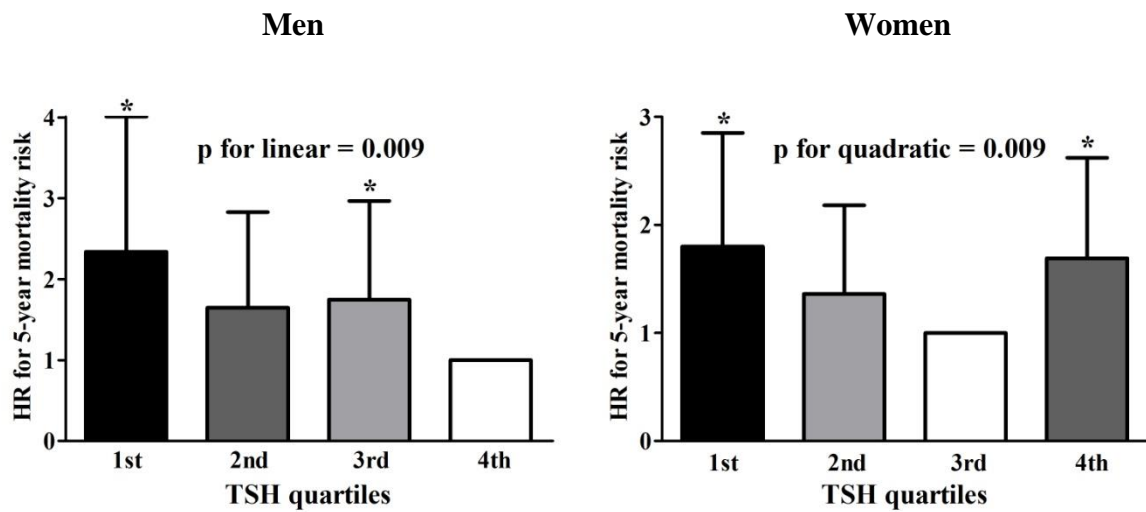 Men
HR for 5-year mortality risk
4
3
2
1
0
p for linear = 0.009
*
*
1st 2nd 3rd 4th
TSH quartiles
Women
HR for 5-year mortality risk
3
2
1
0
p for quadratic = 0.009
*
*
1st 2nd 3rd 4th
TSH quartiles